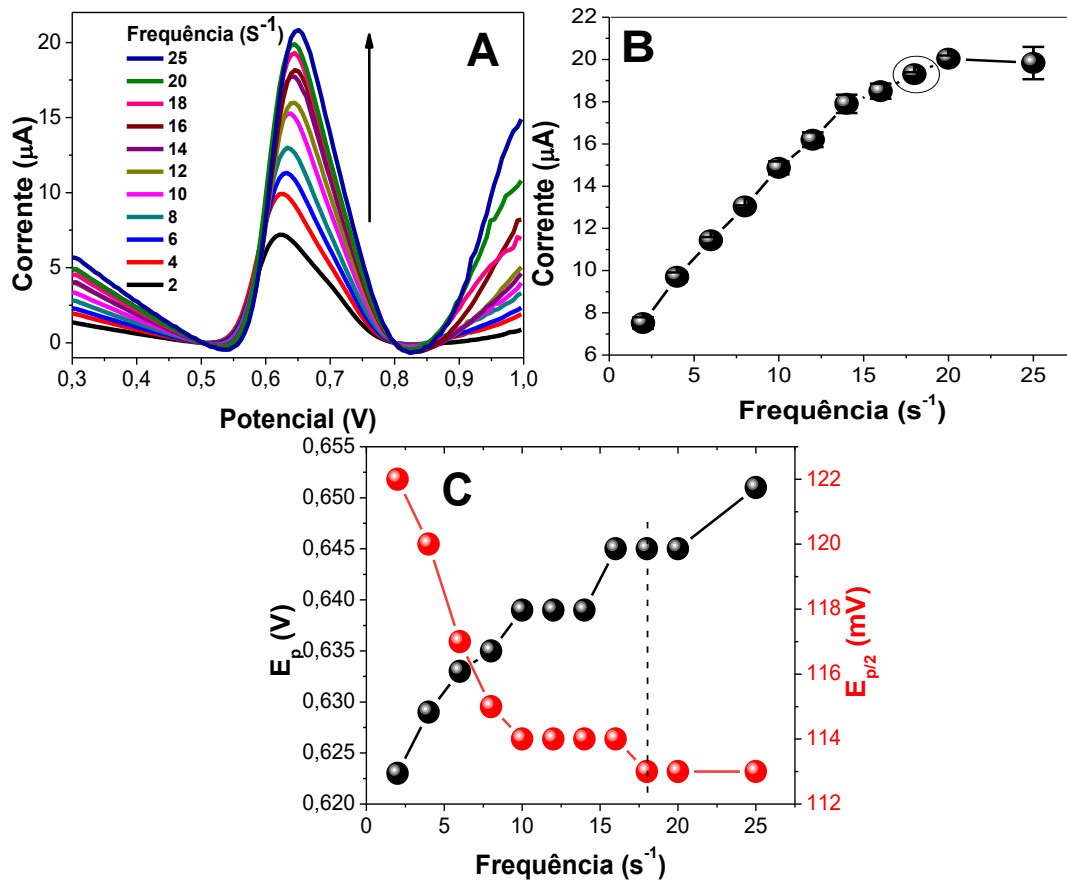 A
Frequência (S-1)
25
20
18
16
14
12
10
8
6
4
2
Corrente (µA)
20
15
10
5
0
0,3 0,4 0,5 0,6 0,7 0,8 0,9 1,0
Potencial (V)
B
Corrente (µA)
22
20
18
16
14
12
10
8
6
0 5 10 15 20 25
Frequência (s-1)
C
Ep (V)
0,655
0,650
0,645
0,640
0,635
0,630
0,625
0,620
0 5 10 15 20 25
Frequência (s-1)
122
120
118
116
114
112
Ep/2 (mV)